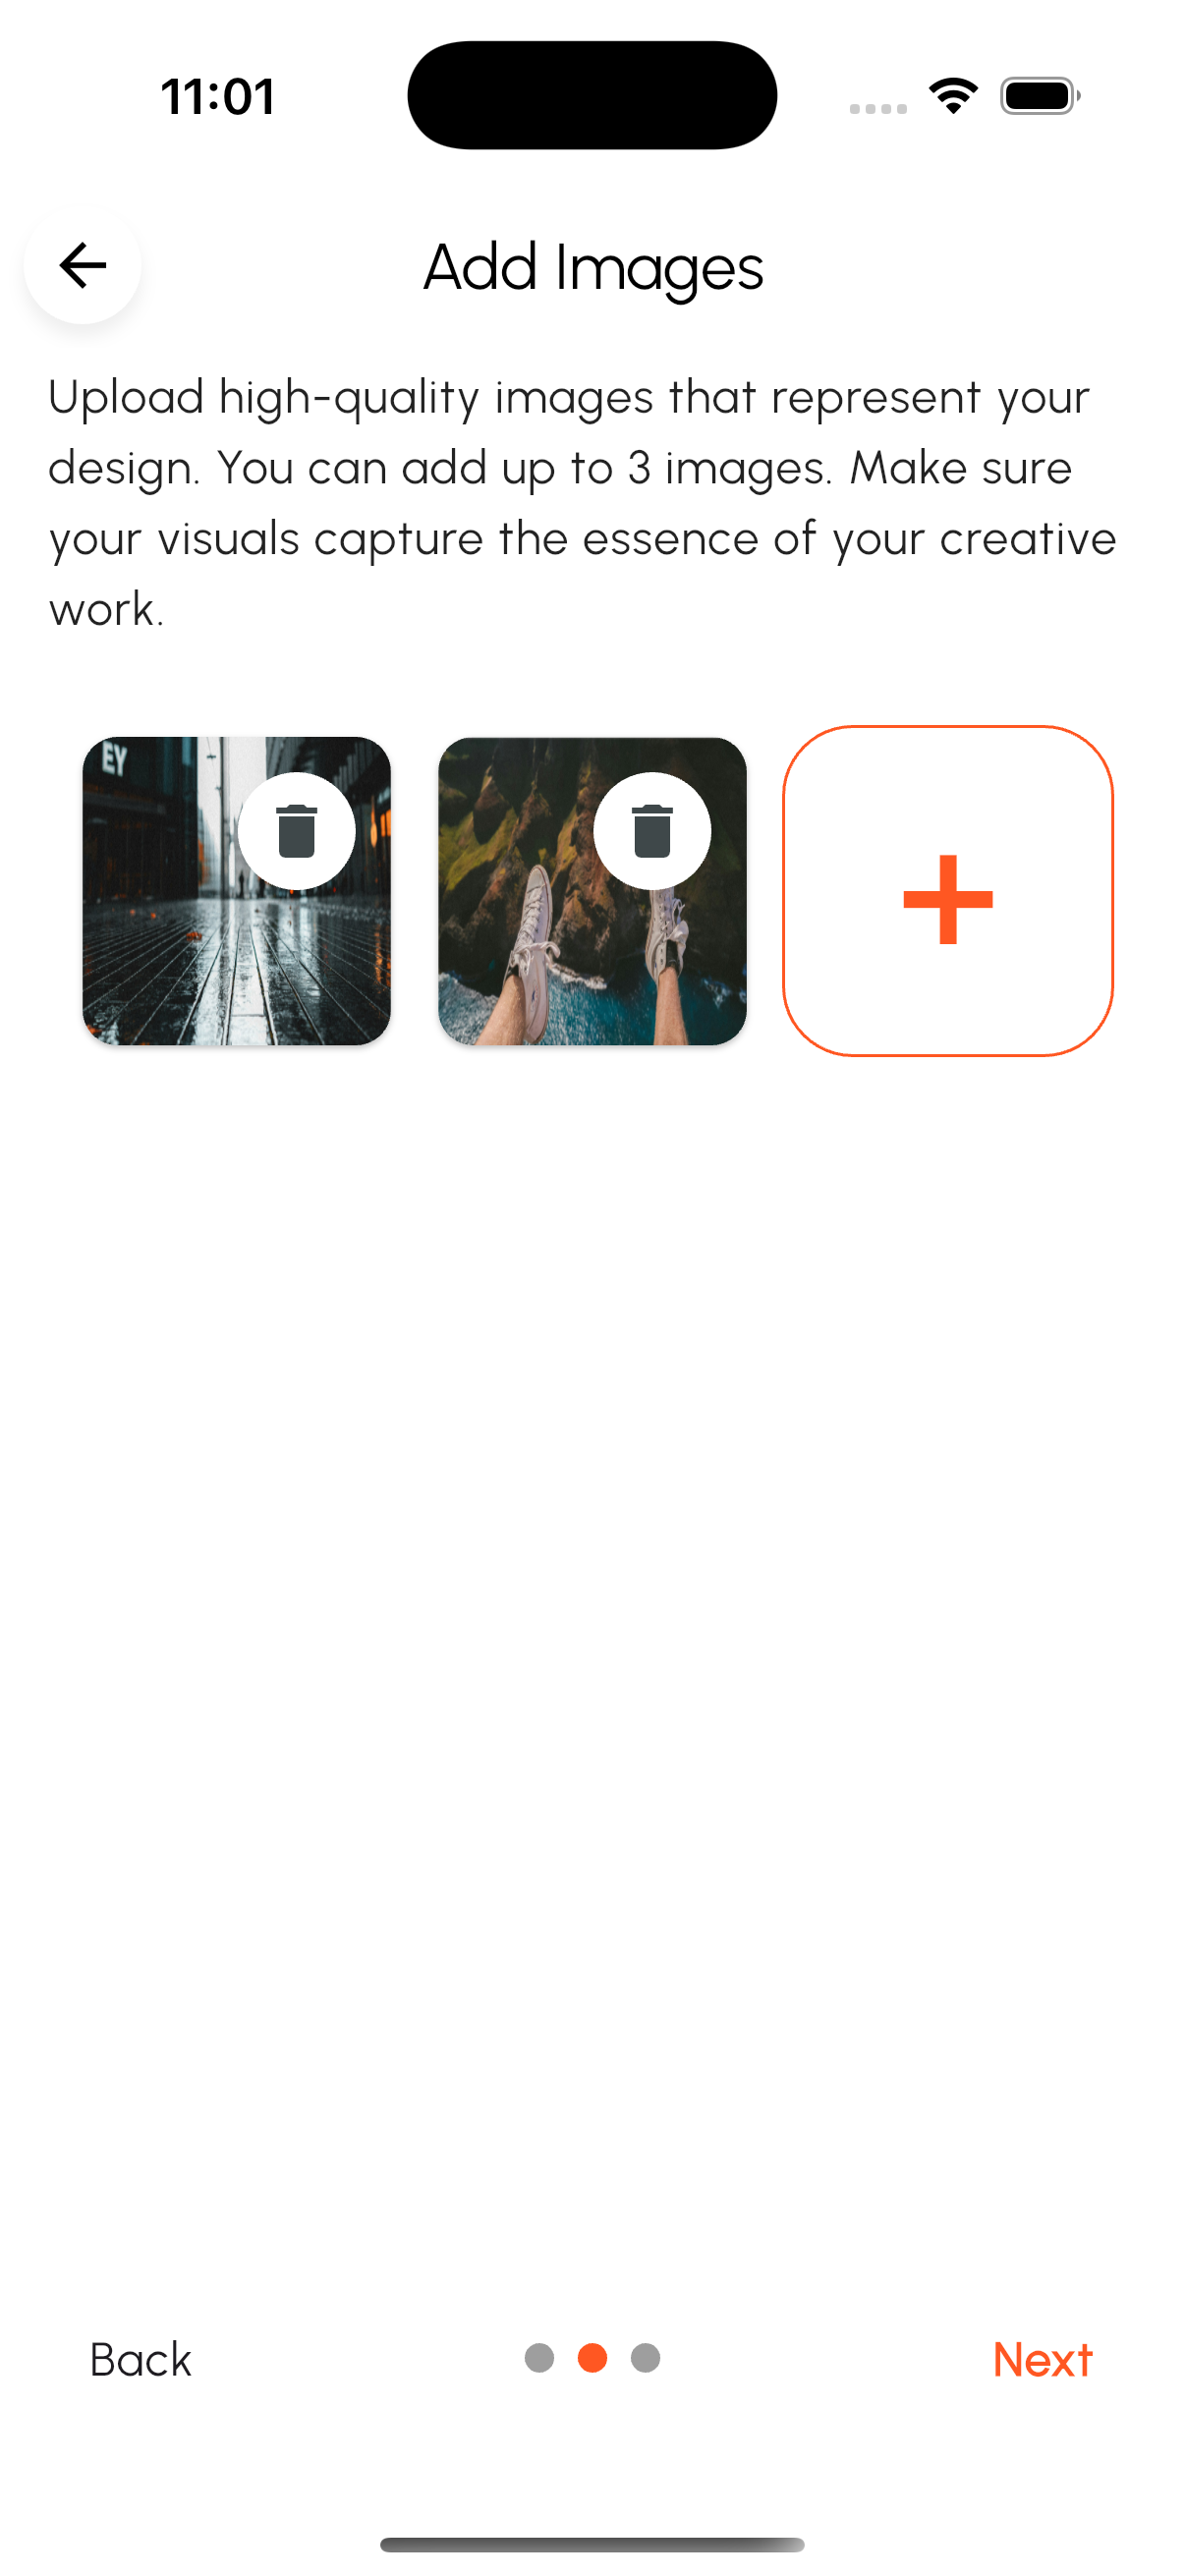 11:01
Add Images
Upload high-quality images that represent your
design. You can add up to 3 images. Make sure
your visuals capture the essence of your creative
work.
EY
Back
Next